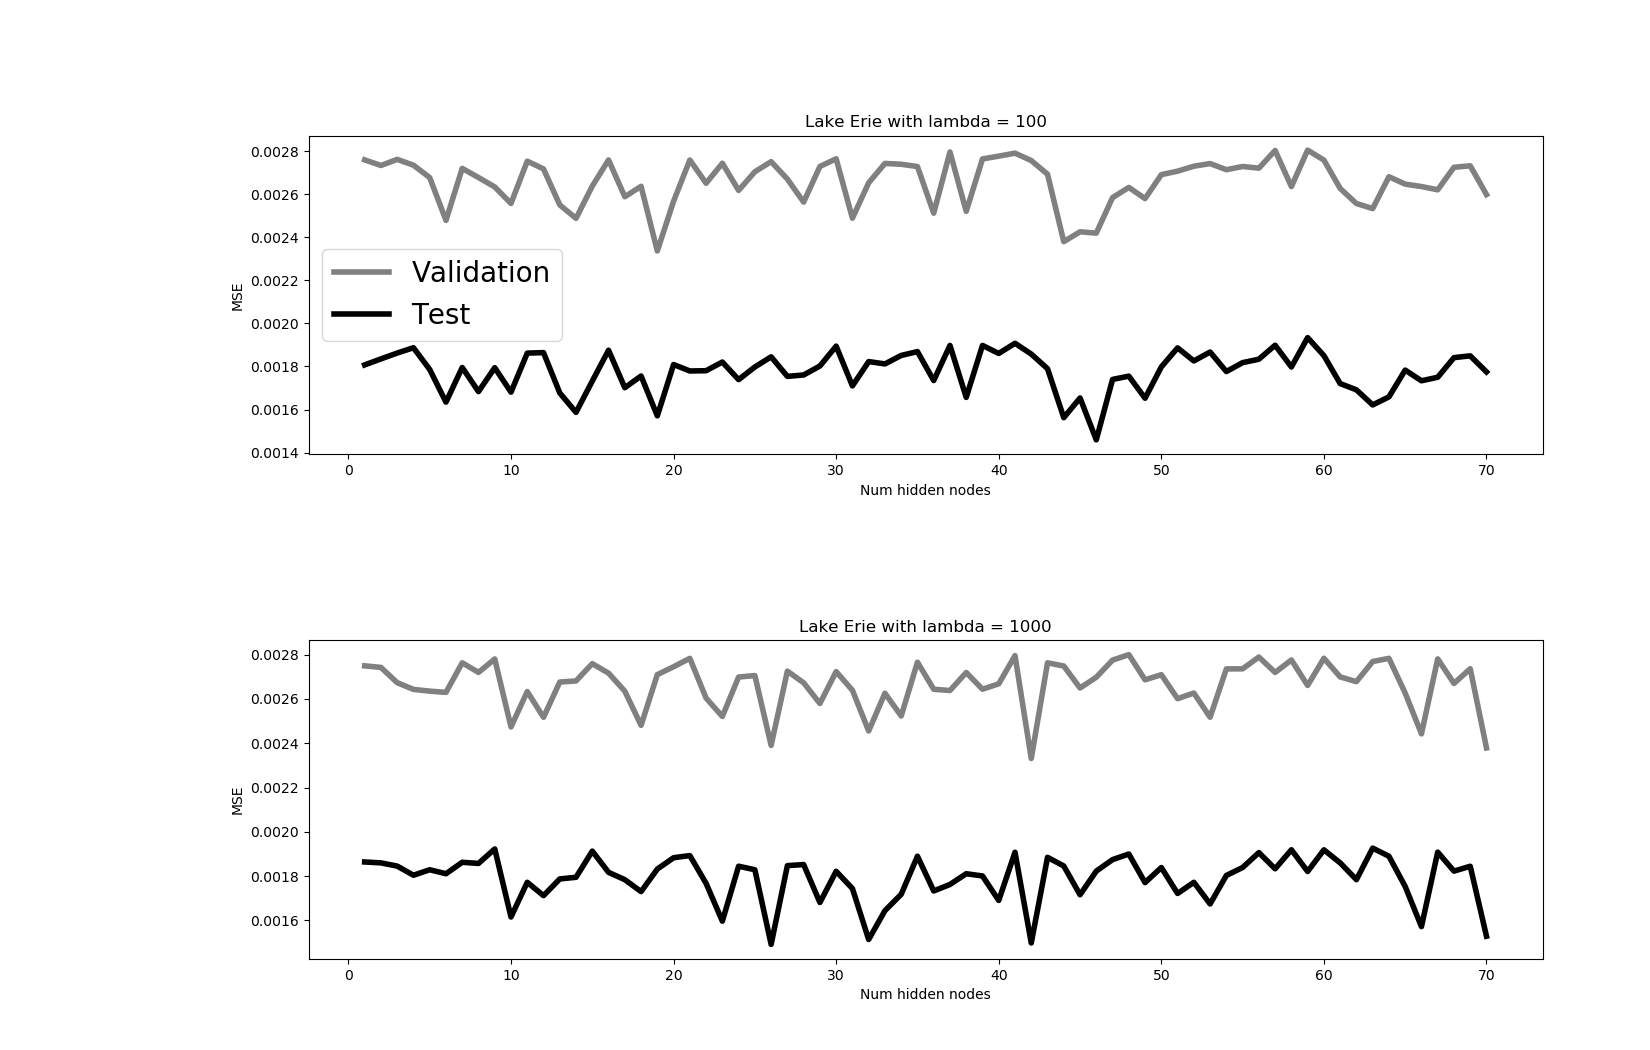 Lake Erie with lambda = 100
0.0028
0.0026
0.0024
0.0022
0.0020
0.0018
0.0016
0.0014
MSE
Validation
Test
0 10 20 30 40 50 60 70
Num hidden nodes
Lake Erie with lambda = 1000
0.0028
0.0026
0.0024
0.0022
0.0020
0.0018
0.0016
MSE
0 10 20 30 40 50 60 70
Num hidden nodes